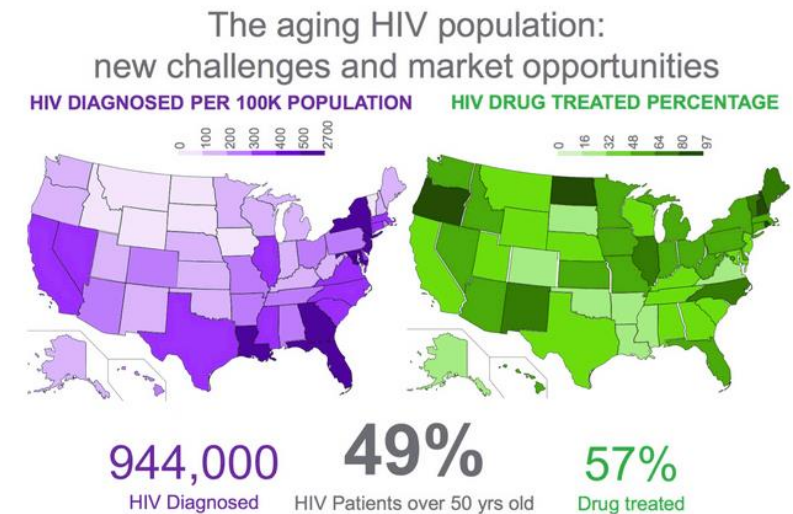 The aging HIV population:
new challenges and market opportunities
HIV DIAGNOSED PER 100K POPULATION
0 100 200 300 400 500 2700
HIV DRUG TREATED PERCENTAGE
0 16 32 48 64 80 97
944,000
HIV Diagnosed
49%
HIV Patients over 50 yrs old
57%
Drug treated